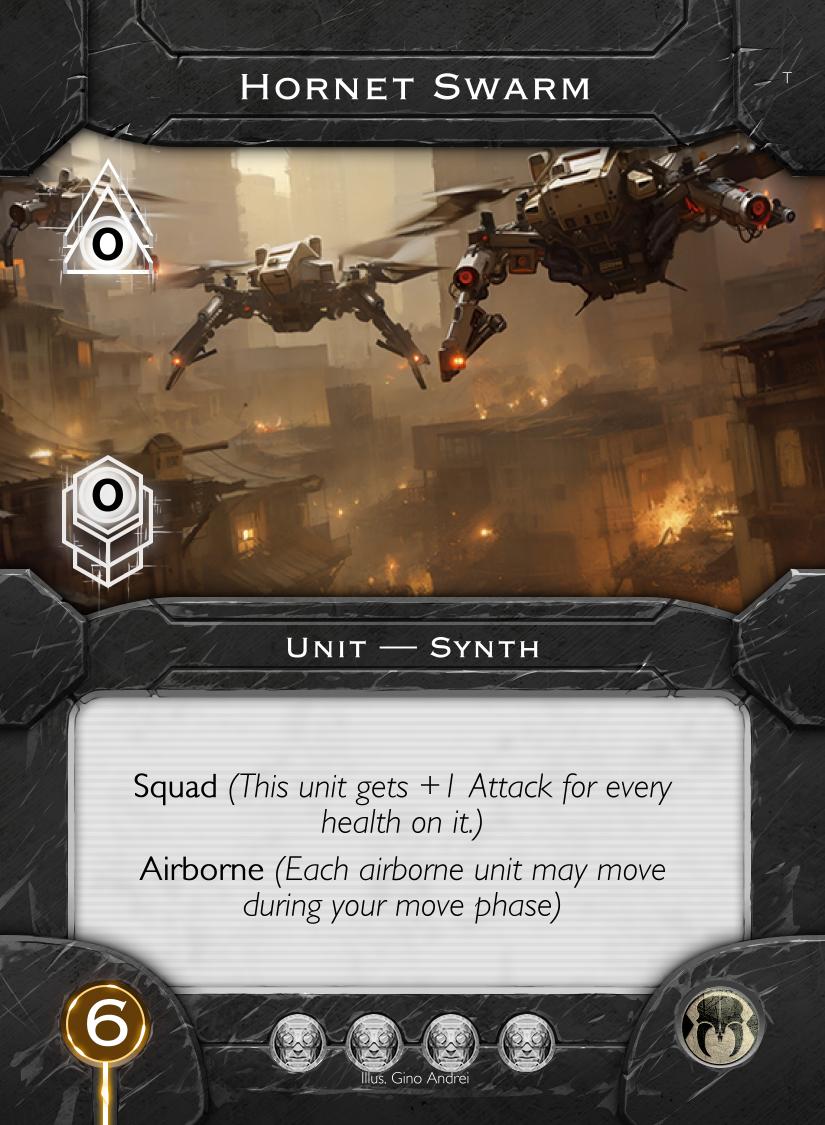 Hornet Swarm
T
0
0
Unit — Synth
Squad (This unit gets +1 Attack for every
health on it.)
Airborne (Each airborne unit may move
during your move phase)
6
Illus. Gino Andrei